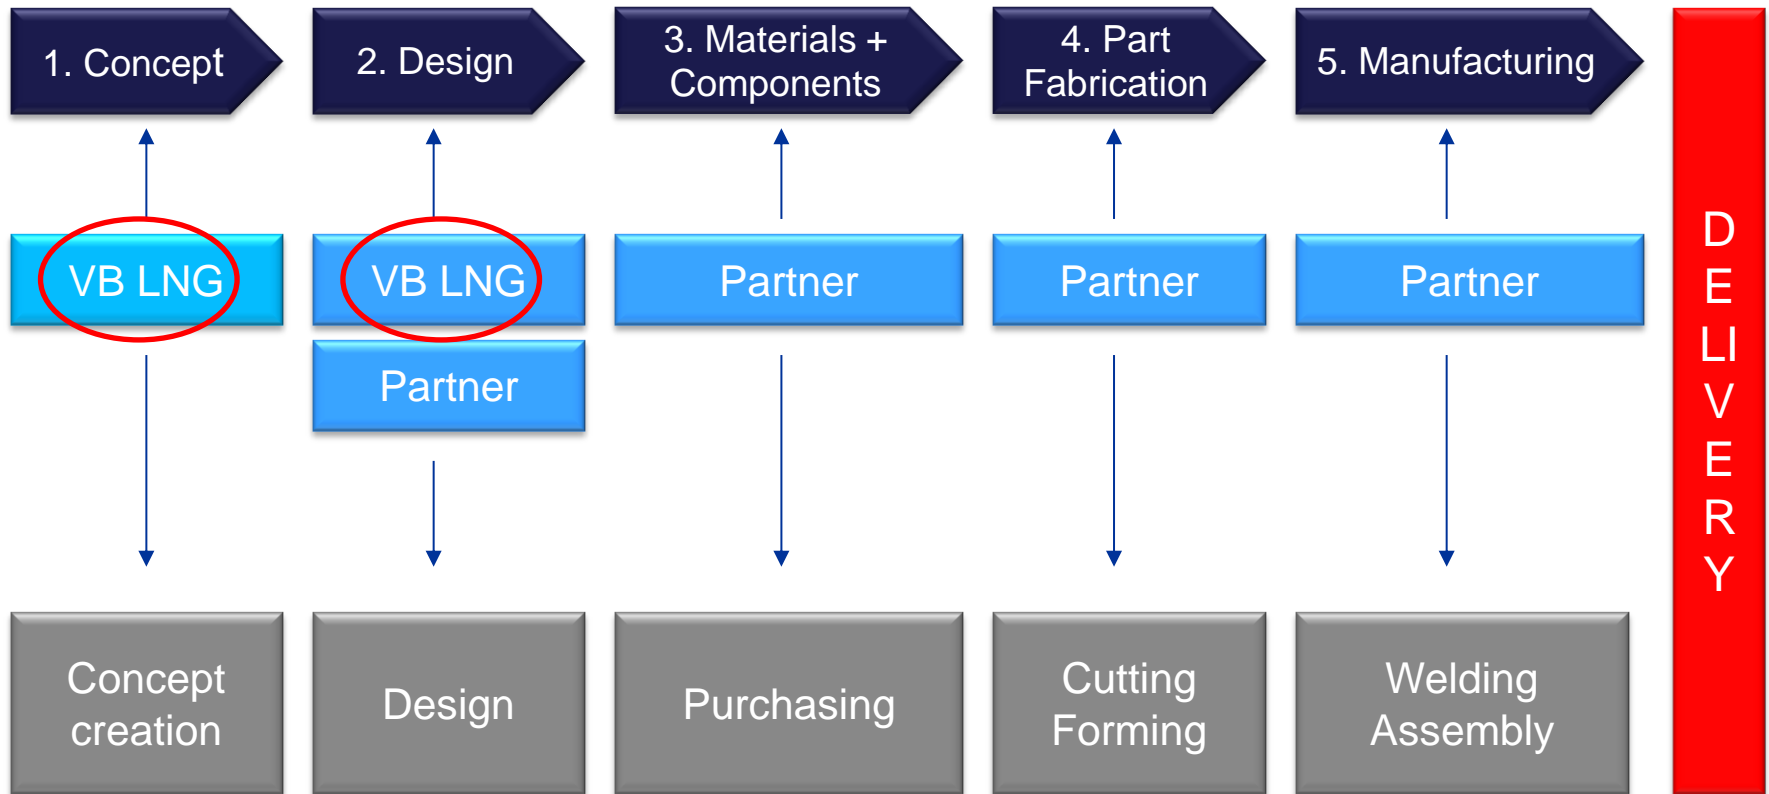 1. Concept
2. Design
3. Materials +
Components
4. Part
Fabrication
5. Manufacturing
VB LNG
VB LNG
Partner
Partner
Partner
Partner
Concept
creation
Design
Purchasing
Cutting
Forming
Welding
Assembly
D
E
LI
V
E
R
Y